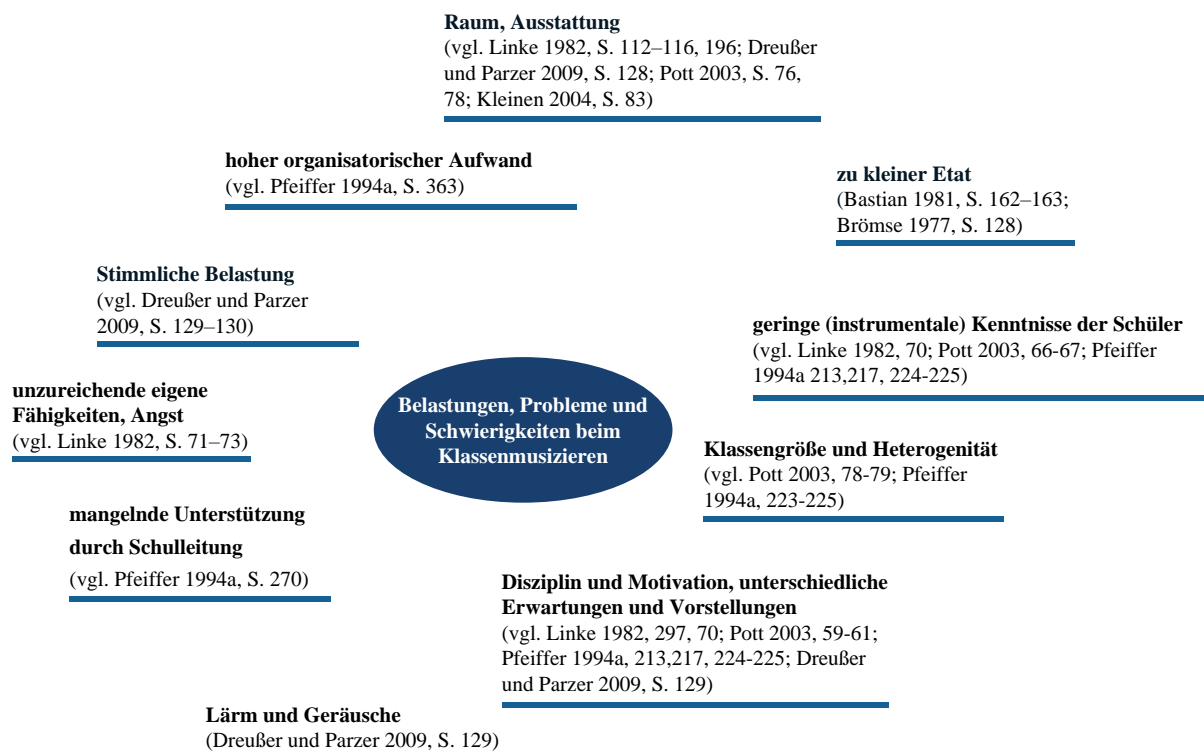 Raum, Ausstattung
(vgl. Linke 1982, S. 112–116, 196; Dreußer
und Parzer 2009, S. 128; Pott 2003, S. 76,
78; Kleinen 2004, S. 83)
hoher organisatorischer Aufwand
(vgl. Pfeiffer 1994a, S. 363)
zu kleiner Etat
(Bastian 1981, S. 162–163;
Brömse 1977, S. 128)
Stimmliche Belastung
(vgl. Dreußer und Parzer
2009, S. 129–130)
geringe (instrumentale) Kenntnisse der Schüler
(vgl. Linke 1982, 70; Pott 2003, 66-67; Pfeiffer
1994a 213,217, 224-225)
unzureichende eigene
Fähigkeiten, Angst
(vgl. Linke 1982, S. 71–73)
Belastungen, Probleme und
Schwierigkeiten beim
Klassenmusizieren
Klassengröße und Heterogenität
(vgl. Pott 2003, 78-79; Pfeiffer
1994a, 223-225)
mangelnde Unterstützung
durch Schulleitung
(vgl. Pfeiffer 1994a, S. 270)
Disziplin und Motivation, unterschiedliche
Erwartungen und Vorstellungen
(vgl. Linke 1982, 297, 70; Pott 2003, 59-61;
Pfeiffer 1994a, 213,217, 224-225; Dreußer
und Parzer 2009, S. 129)
Lärm und Geräusche
(Dreußer und Parzer 2009, S. 129)